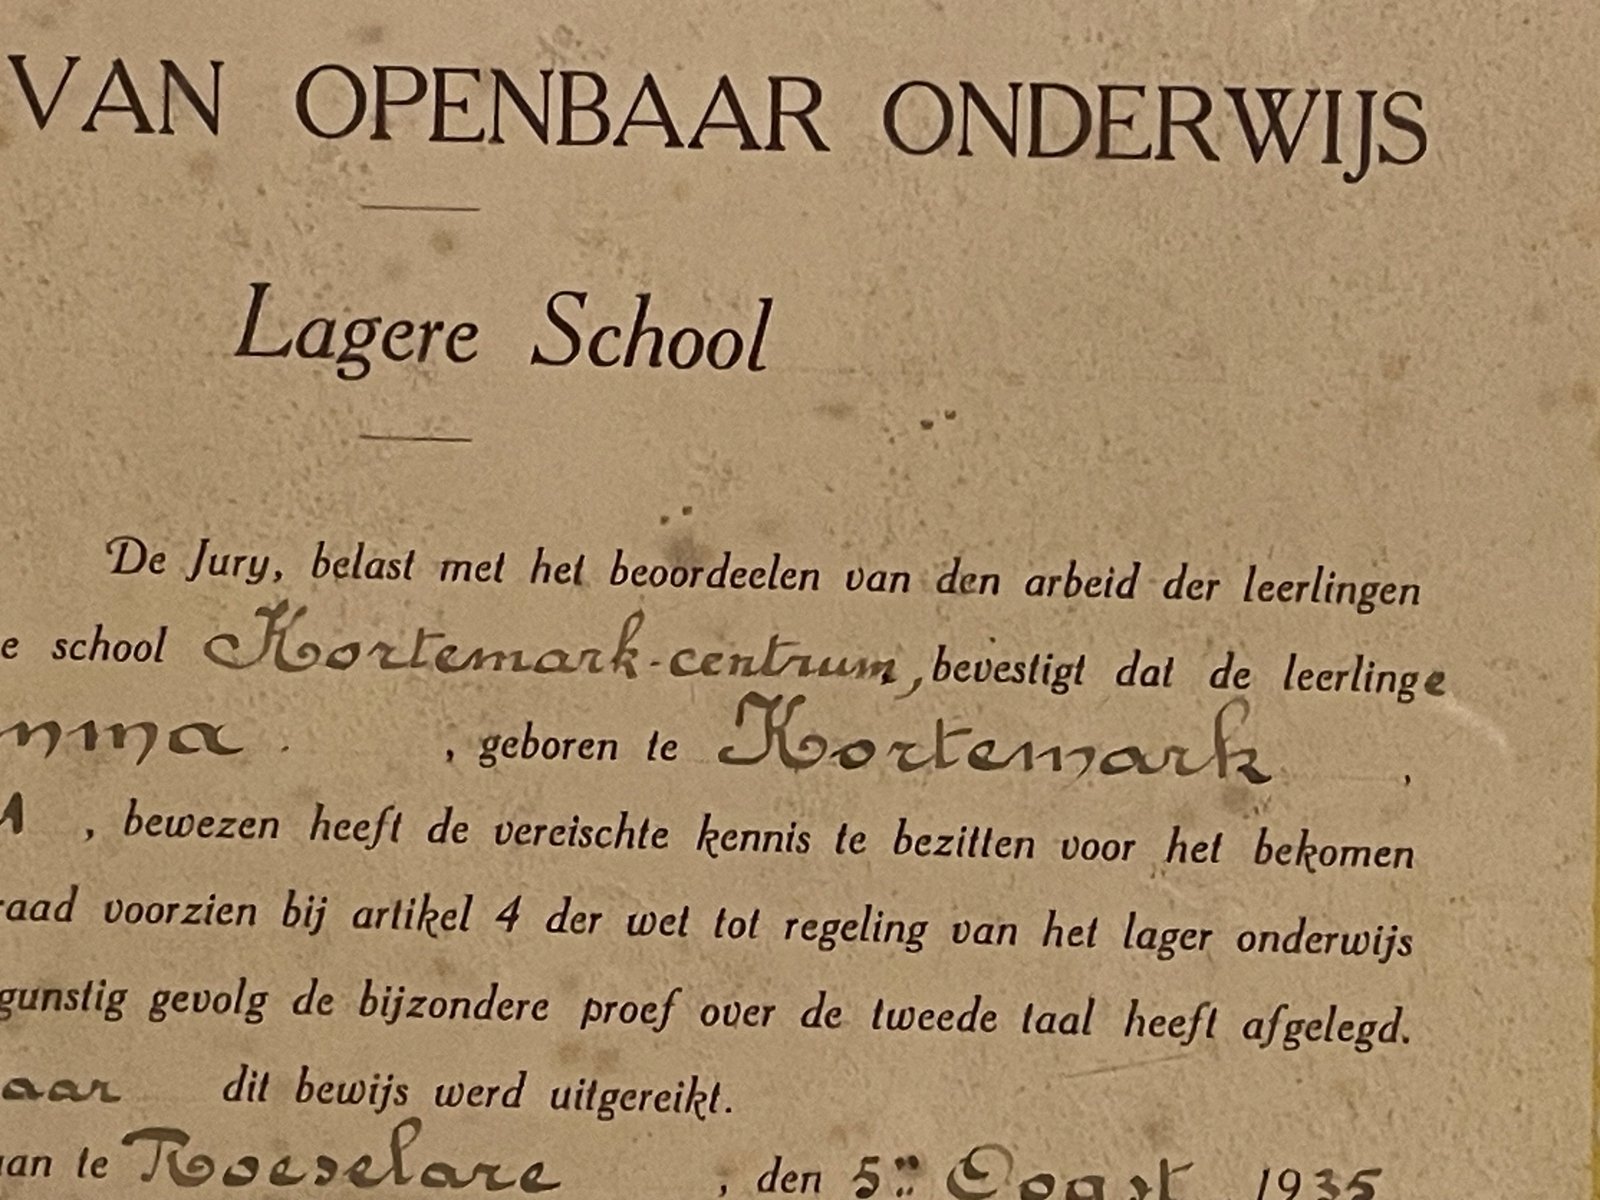 VAN OPENBAAR ONDERWIJS
Lagere School
De Jury, belast met het beoordeelen van den arbeid der leerlingen
e school Kortemark-centrum, bevestigt dat de leerlinge
mma. , geboren te Kortemark ,
, bewezen heeft de vereischte kennis te bezitten voor het bekomen
raad voorzien bij artikel 4 der wet tot regeling van het lager onderwijs
gunstig gevolg de bijzondere proef over de tweede taal heeft afgelegd.
aar dit bewijs werd uitgereikt.
aan te Roeselare , den 5n Oogst 1935